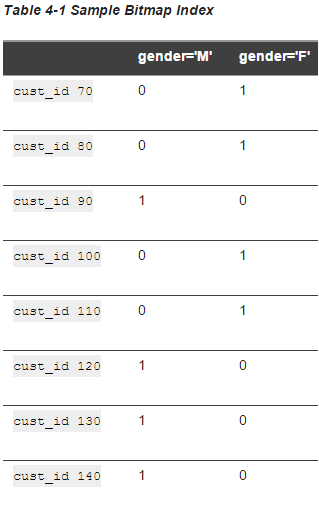 Table 4-1 Sample Bitmap Index
gender='M' gender='F'
cust_id 70 0 1
cust_id 80 0 1
cust_id 90 1 0
cust_id 100 0 1
cust_id 110 0 1
cust_id 120 1 0
cust_id 130 1 0
cust_id 140 1 0